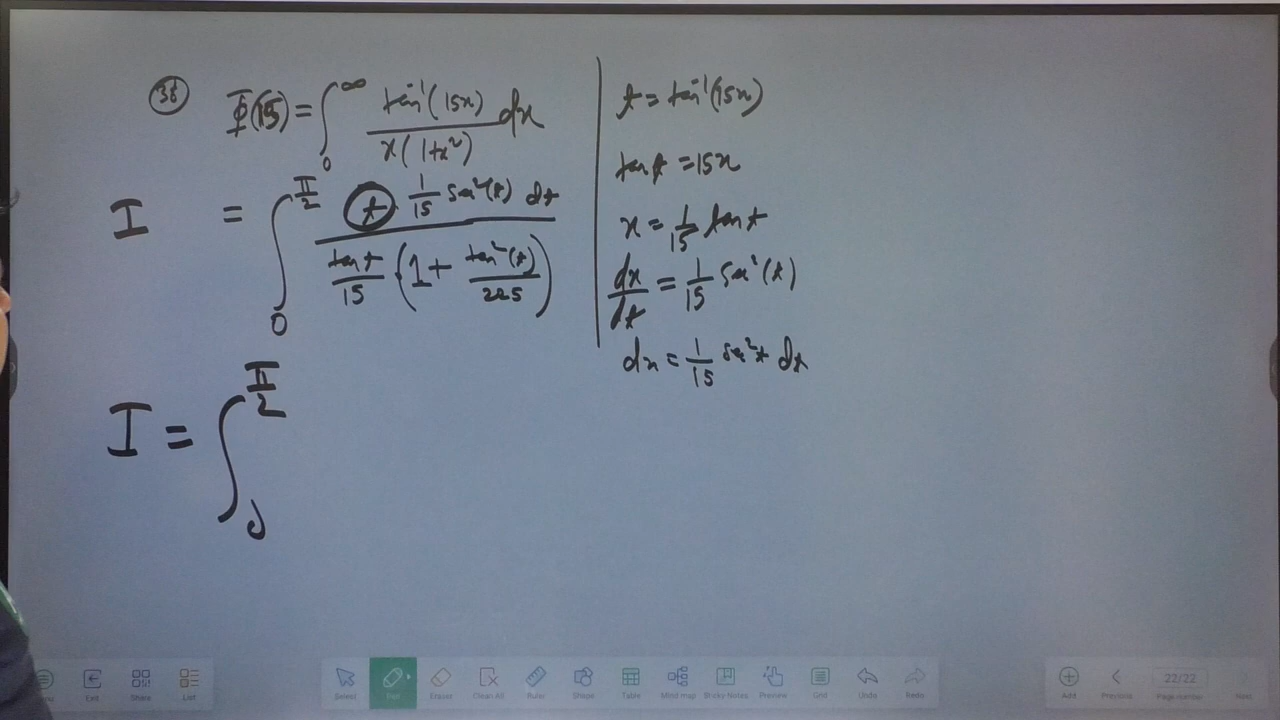 36 Φ(15) = ∫₀^∞ tan⁻¹(15x) / x(1+x²) dx
I = ∫₀^{π/2} t · 1/15 sec²(t) dt / tan t/15 (1 + tan²(t)/225)
I = ∫₀^{π/2}
t = tan⁻¹(15x)
tan t = 15x
x = 1/15 tan t
dx/dt = 1/15 sec²(t)
dx = 1/15 sec²t dt
Exit Share List
Select Pen Eraser Clean All Ruler Shape Table Mind map Sticky Notes Preview Grid Undo Redo
Add Previous 22/22 Page number Next